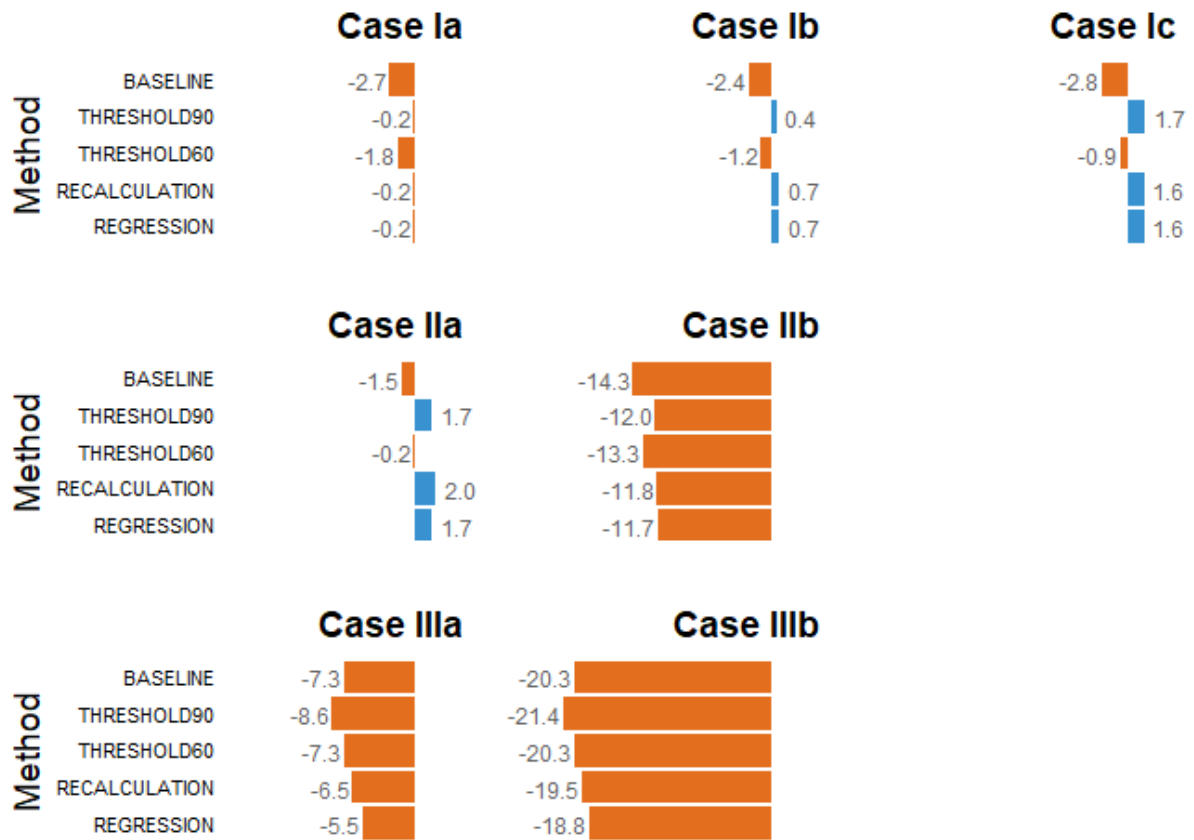 Case Ia Case Ib Case Ic
Method
BASELINE -2.7 -2.4 -2.8
THRESHOLD90 -0.2 0.4 1.7
THRESHOLD60 -1.8 -1.2 -0.9
RECALCULATION -0.2 0.7 1.6
REGRESSION -0.2 0.7 1.6
Case IIa Case IIb
Method
BASELINE -1.5 -14.3
THRESHOLD90 1.7 -12.0
THRESHOLD60 -0.2 -13.3
RECALCULATION 2.0 -11.8
REGRESSION 1.7 -11.7
Case IIIa Case IIIb
Method
BASELINE -7.3 -20.3
THRESHOLD90 -8.6 -21.4
THRESHOLD60 -7.3 -20.3
RECALCULATION -6.5 -19.5
REGRESSION -5.5 -18.8